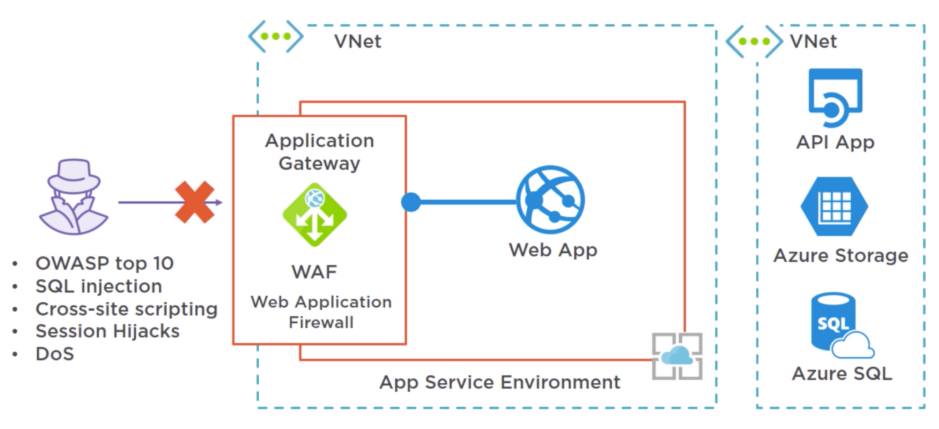 VNet
VNet
Application
Gateway
WAF
Web Application
Firewall
• OWASP top 10
• SQL injection
• Cross-site scripting
• Session Hijacks
• DoS
Web App
App Service Environment
API App
Azure Storage
SQL
Azure SQL